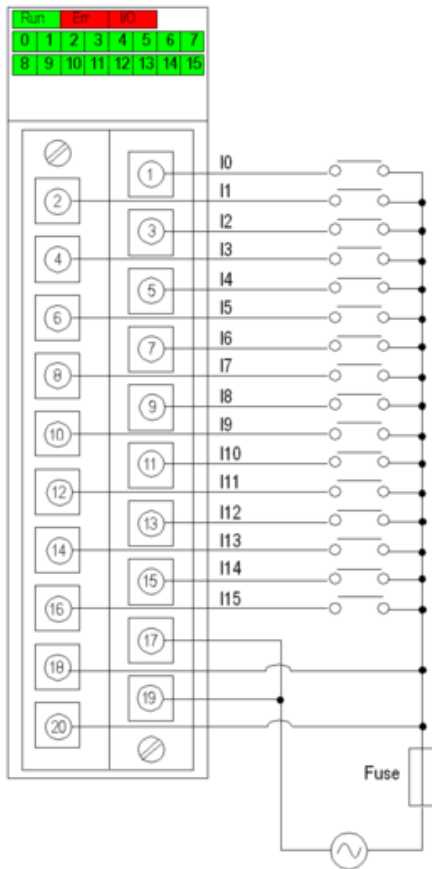 Run Err I/O
0 1 2 3 4 5 6 7
8 9 10 11 12 13 14 15
1 I0
2 I1
3 I2
4 I3
5 I4
6 I5
7 I6
8 I7
9 I8
10 I9
11 I10
12 I11
13 I12
14 I13
15 I14
16 I15
17
18
19
20
Fuse